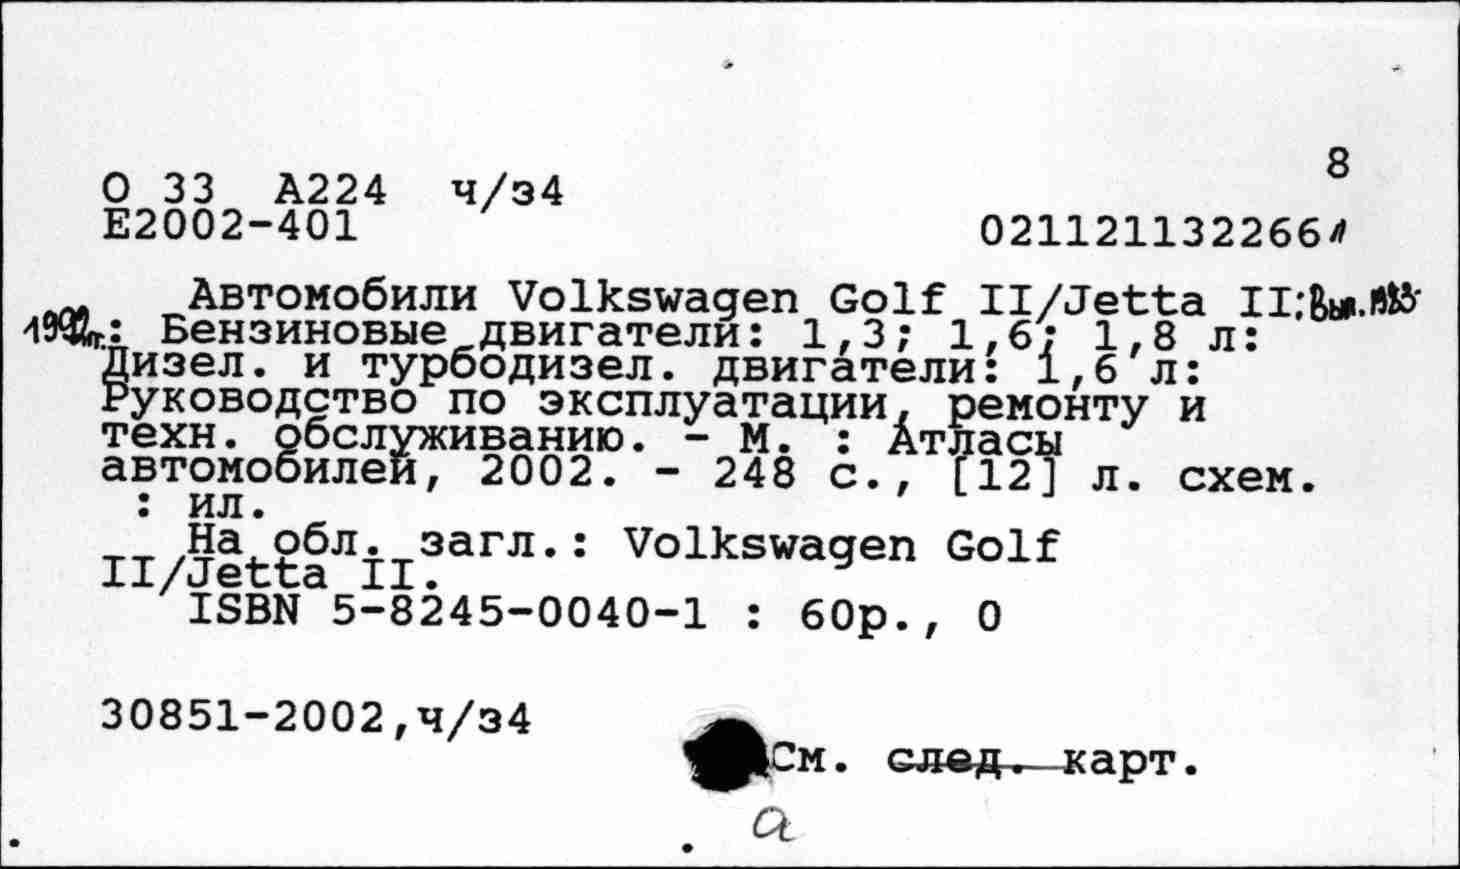 8
О 33 А224 ч/з4
Е2002-401
021121132266
Автомобили Volkswagen Golf II/Jetta II;
: Бензиновые двигатели: 1,3; 1,6; 1,8 л:
Дизел. и турбодизел. двигатели: 1,6 л:
Руководство по эксплуатации, ремонту и
техн. обслуживанию. - М. : Атласы
автомобилей, 2002. - 248 с., [12] л. схем.
: ил.
На обл. загл.: Volkswagen Golf
II/Jetta II.
ISBN 5-8245-0040-1 : 60р., 0
30851-2002,ч/з4
См. след. карт.
а